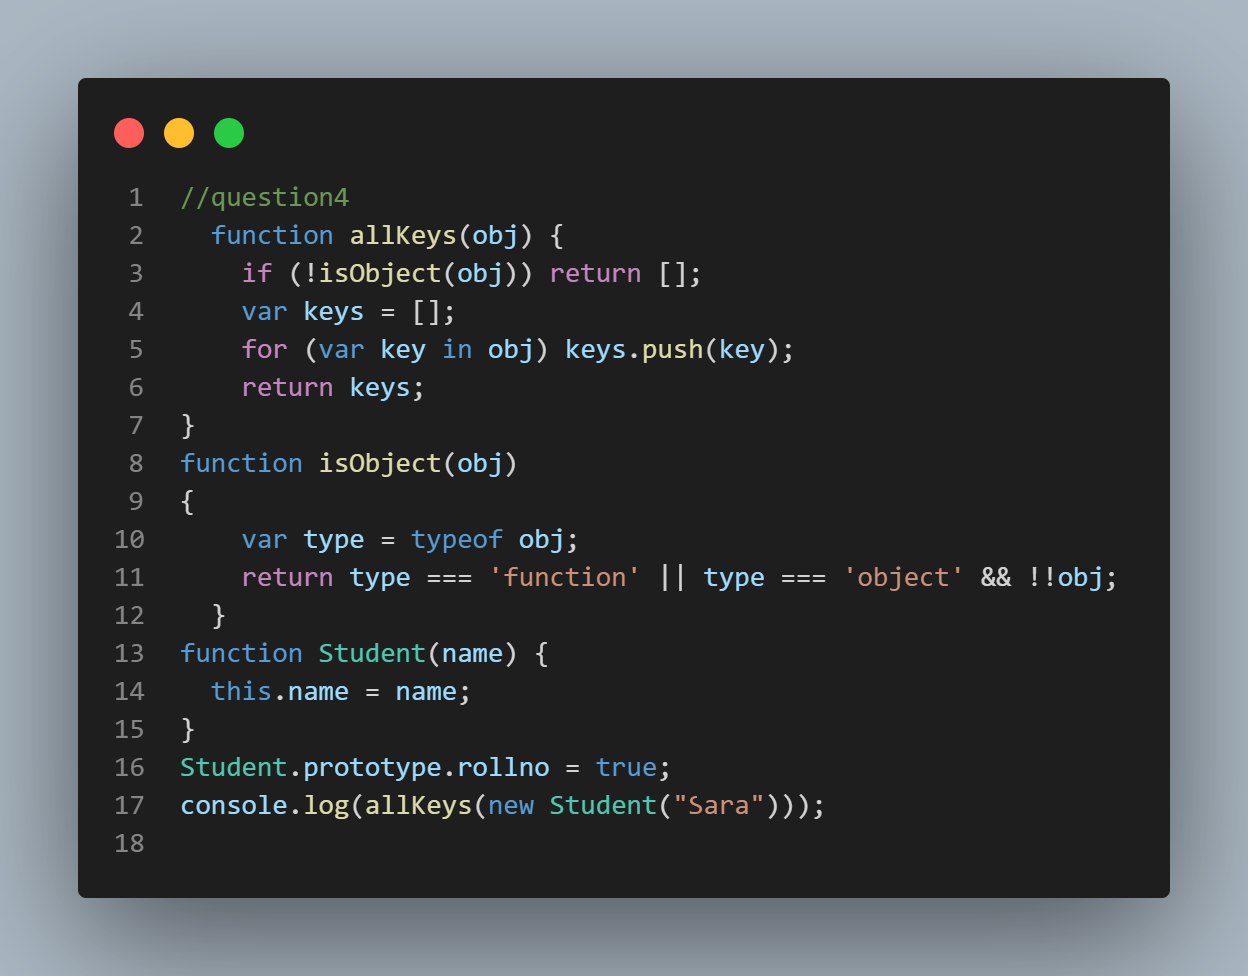 1 //question4
2   function allKeys(obj) {
3     if (!isObject(obj)) return [];
4     var keys = [];
5     for (var key in obj) keys.push(key);
6     return keys;
7 }
8 function isObject(obj)
9 {
10     var type = typeof obj;
11     return type === 'function' || type === 'object' && !!obj;
12   }
13 function Student(name) {
14   this.name = name;
15 }
16 Student.prototype.rollno = true;
17 console.log(allKeys(new Student("Sara")));
18